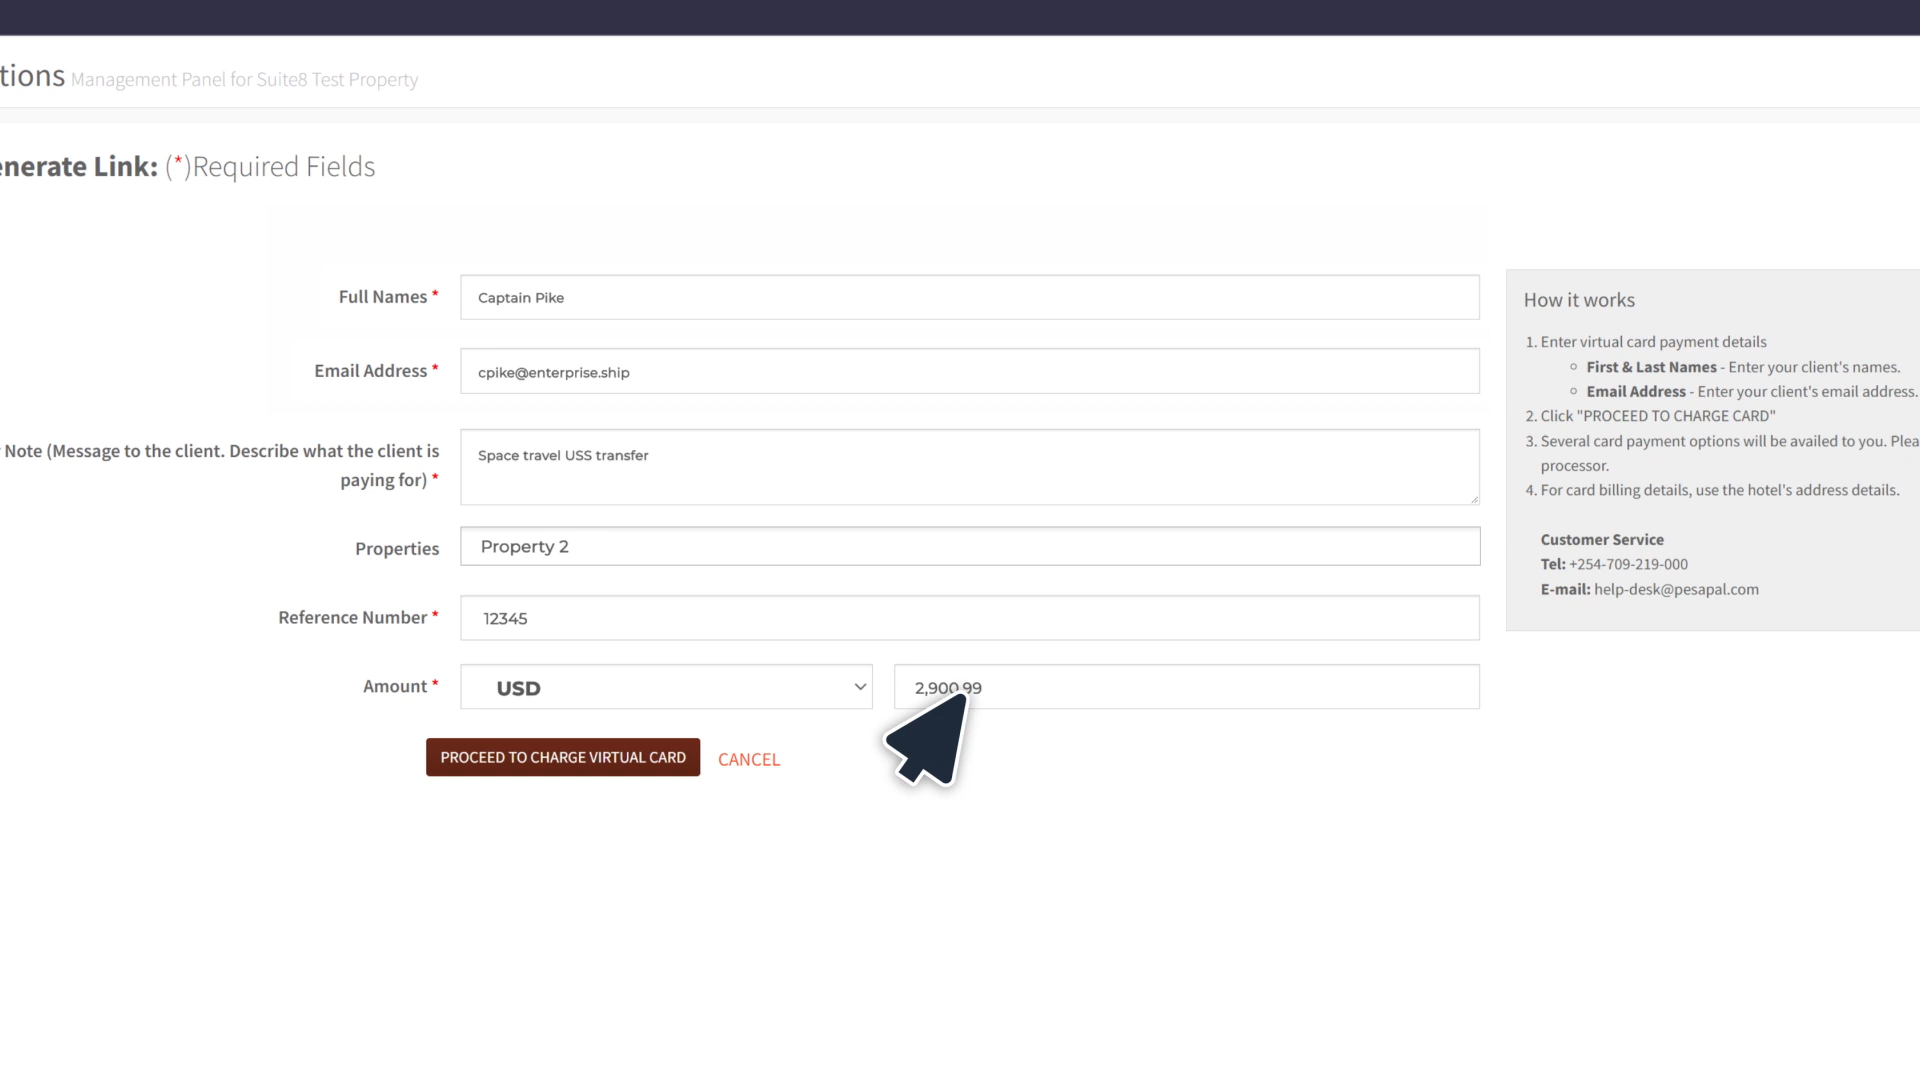 tions Management Panel for Suite8 Test Property
enerate Link: (*)Required Fields
Full Names *
Captain Pike
Email Address *
cpike@enterprise.ship
Note (Message to the client. Describe what the client is
paying for) *
Space travel USS transfer
Properties
Property 2
Reference Number *
12345
Amount *
USD
2,900.99
PROCEED TO CHARGE VIRTUAL CARD
CANCEL
How it works
1. Enter virtual card payment details
First & Last Names - Enter your client's names.
Email Address - Enter your client's email address.
2. Click "PROCEED TO CHARGE CARD"
3. Several card payment options will be availed to you. Plea
processor.
4. For card billing details, use the hotel's address details.
Customer Service
Tel: +254-709-219-000
E-mail: help-desk@pesapal.com